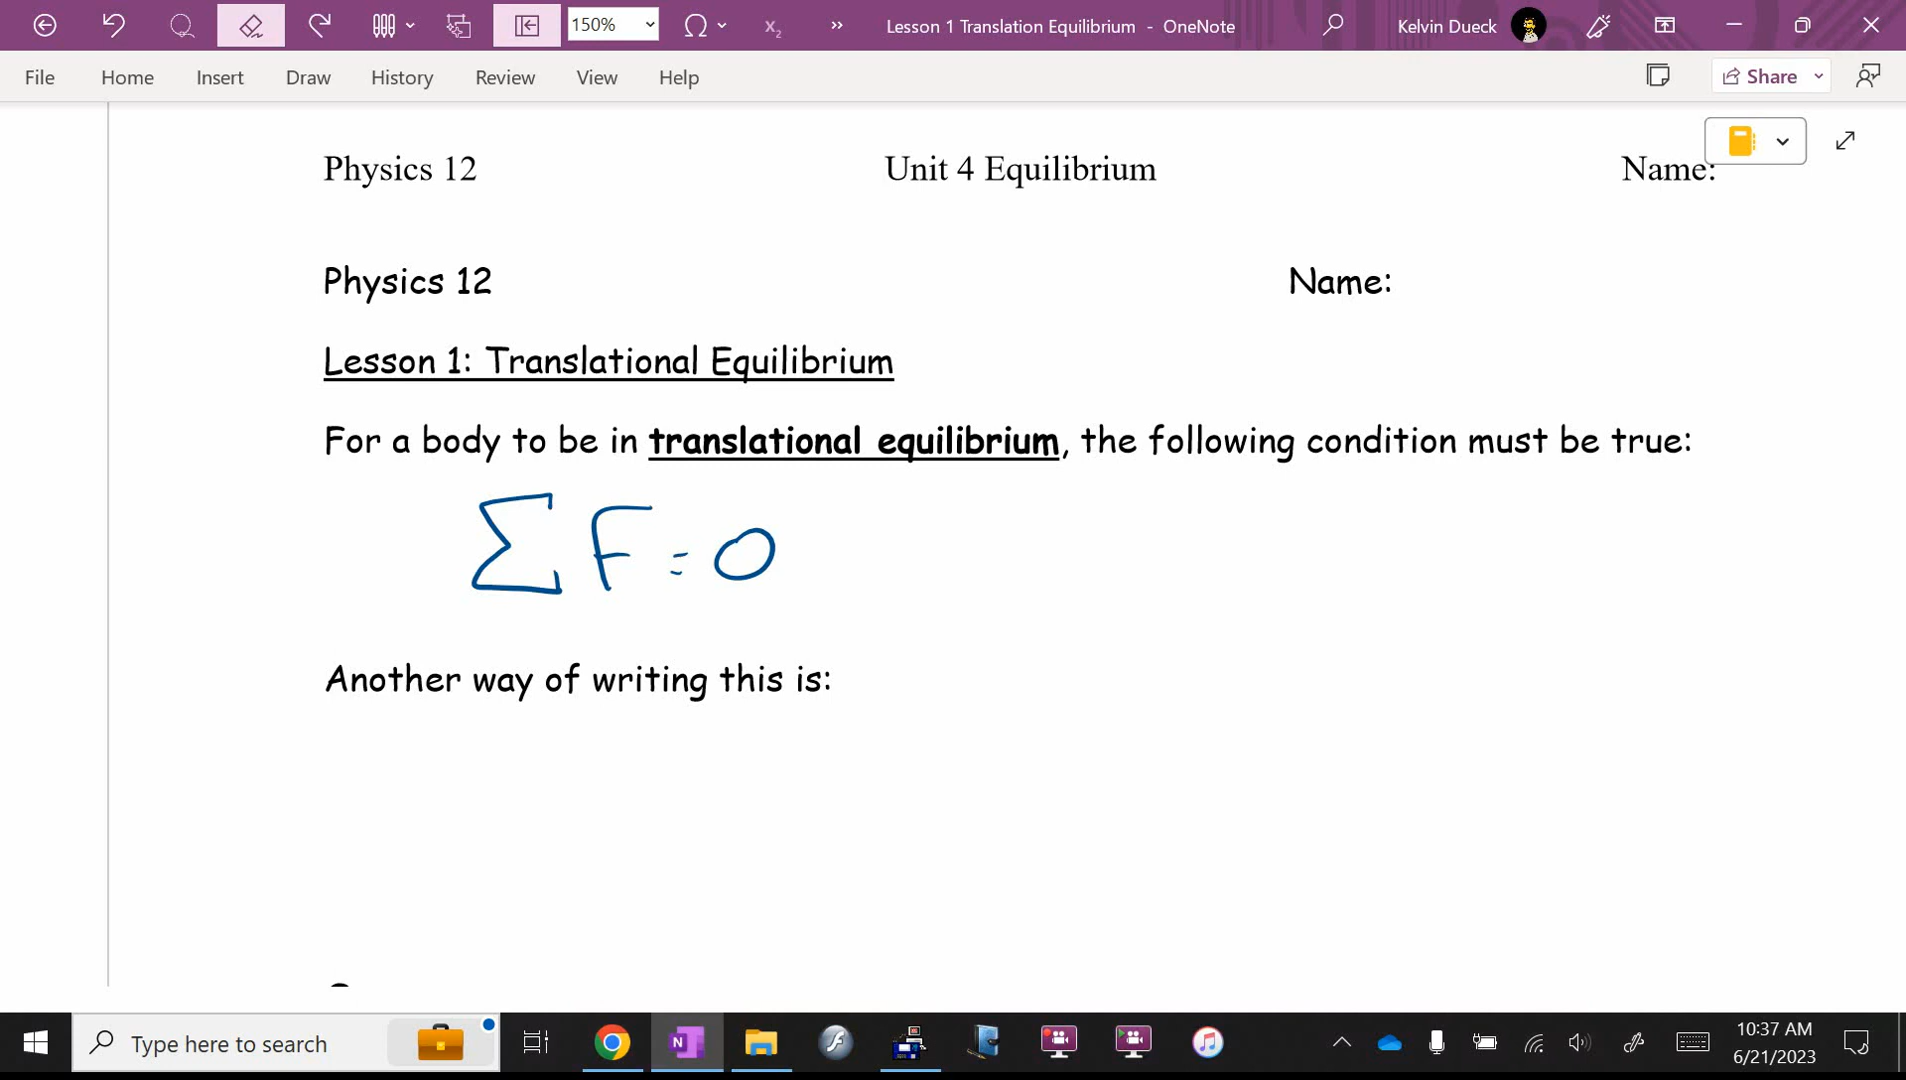 150%
Lesson 1 Translation Equilibrium - OneNote
Kelvin Dueck
File Home Insert Draw History Review View Help
Share
Physics 12 Unit 4 Equilibrium Name:
Physics 12 Name:
Lesson 1: Translational Equilibrium
For a body to be in translational equilibrium, the following condition must be true:
Σ F = 0
Another way of writing this is:
Type here to search
10:37 AM
6/21/2023